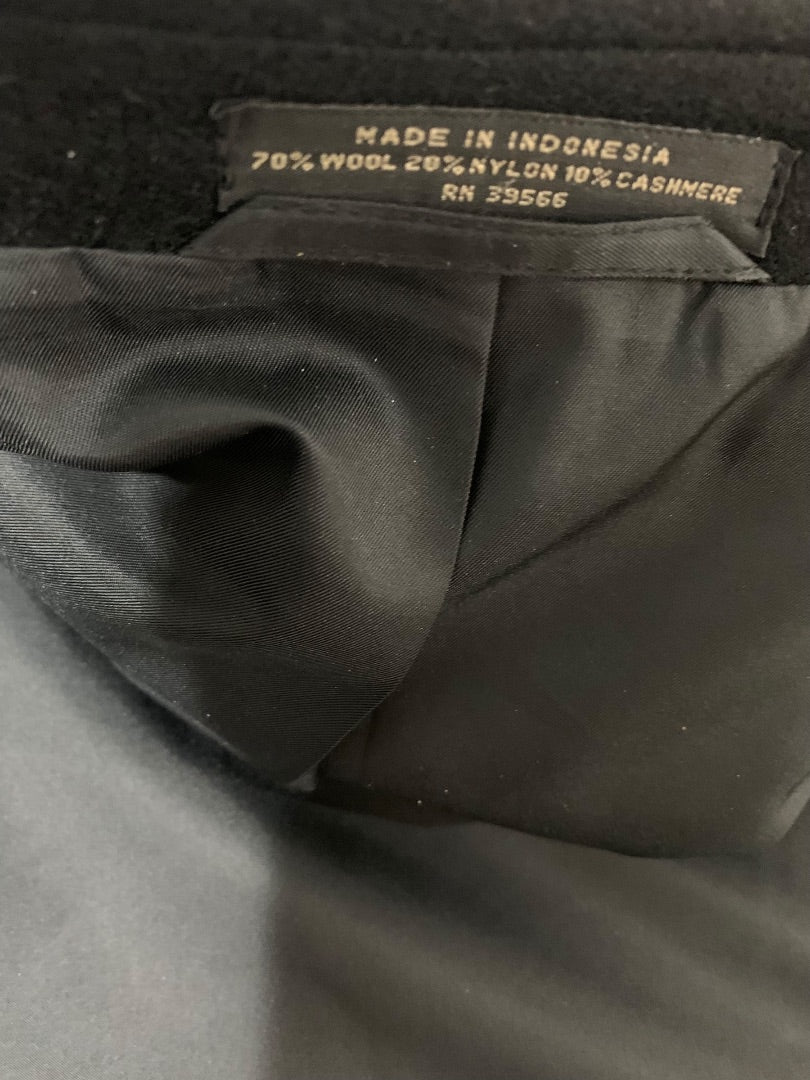 MADE IN INDONESIA
70% WOOL 20% NYLON 10% CASHMERE
RN 39566